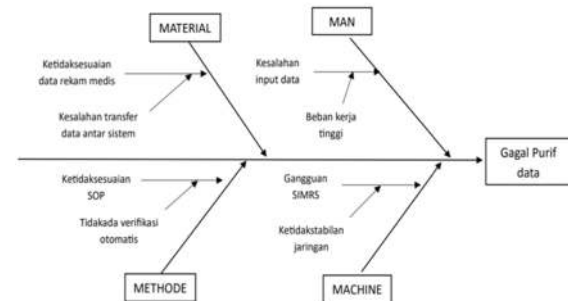 MATERIAL
MAN
Ketidaksesuaian
data rekam medis
Kesalahan
input data
Kesalahan transfer
data antar sistem
Beban kerja
tinggi
Gagal Purif
data
Ketidaksesuaian
SOP
Gangguan
SIMRS
Tidakada verifikasi
otomatis
Ketidakstabilan
jaringan
METHODE
MACHINE